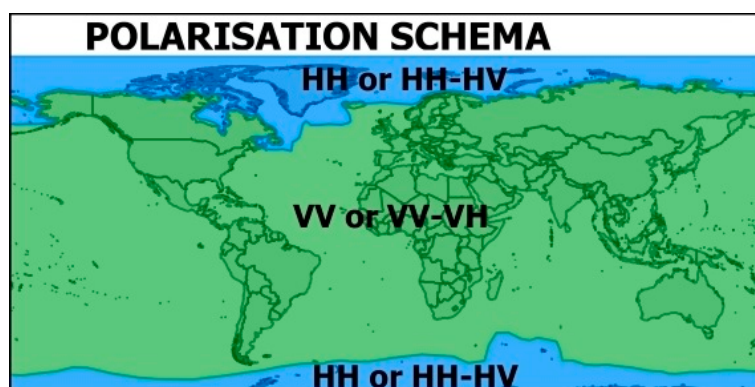 POLARISATION SCHEMA
HH or HH-HV
VV or VV-VH
HH or HH-HV